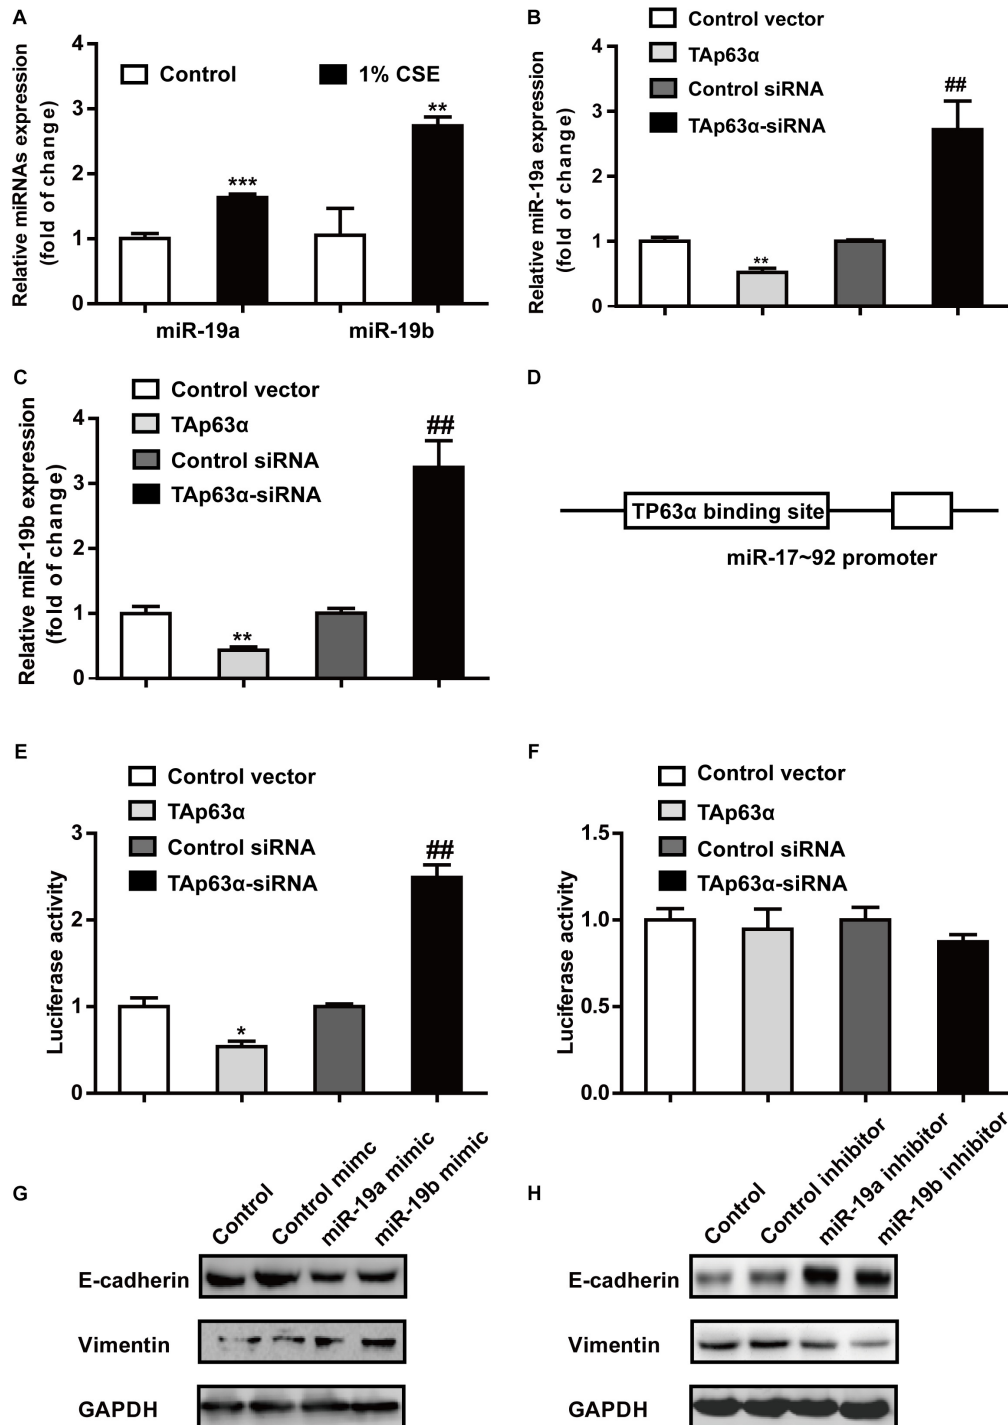 A
Relative miRNAs expression
(fold of change)
4
3
2
1
0
Control
1% CSE
***
**
miR-19a
miR-19b
B
Relative miR-19a expression
(fold of change)
4
3
2
1
0
Control vector
TAp63α
Control siRNA
TAp63α-siRNA
**
##
C
Relative miR-19b expression
(fold of change)
4
3
2
1
0
Control vector
TAp63α
Control siRNA
TAp63α-siRNA
**
##
D
TP63α binding site
miR-17~92 promoter
E
Luciferase activity
3
2
1
0
Control vector
TAp63α
Control siRNA
TAp63α-siRNA
*
##
F
Luciferase activity
1.5
1.0
0.5
0.0
Control vector
TAp63α
Control siRNA
TAp63α-siRNA
G
Control
Control mimc
miR-19a mimic
miR-19b mimic
E-cadherin
Vimentin
GAPDH
H
Control
Control inhibitor
miR-19a inhibitor
miR-19b inhibitor
E-cadherin
Vimentin
GAPDH